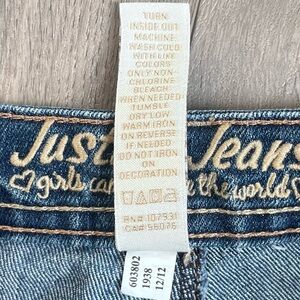 TURN
INSIDE OUT
MACHINE
WASH COLD
WITH LIKE
COLORS
ONLY NON-
CHLORINE
BLEACH
WHEN NEEDED
TUMBLE
DRY LOW
WARM IRON
ON REVERSE
IF NEEDED
DO NOT IRON
ON
DECORATION
RN# 107931
CA# 56076
Just Jeans
girls ca the world
603802
1938
12/12